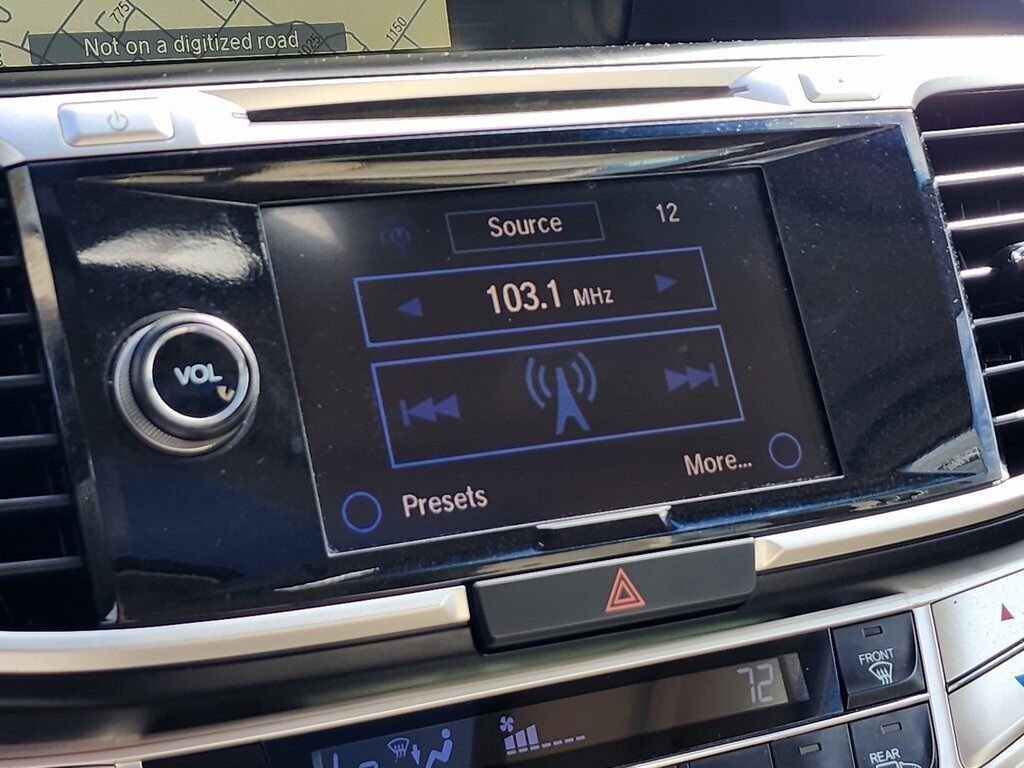 775
1025
1150
Not on a digitized road
Source
12
103.1 MHz
VOL
Presets
More...
72
FRONT
REAR